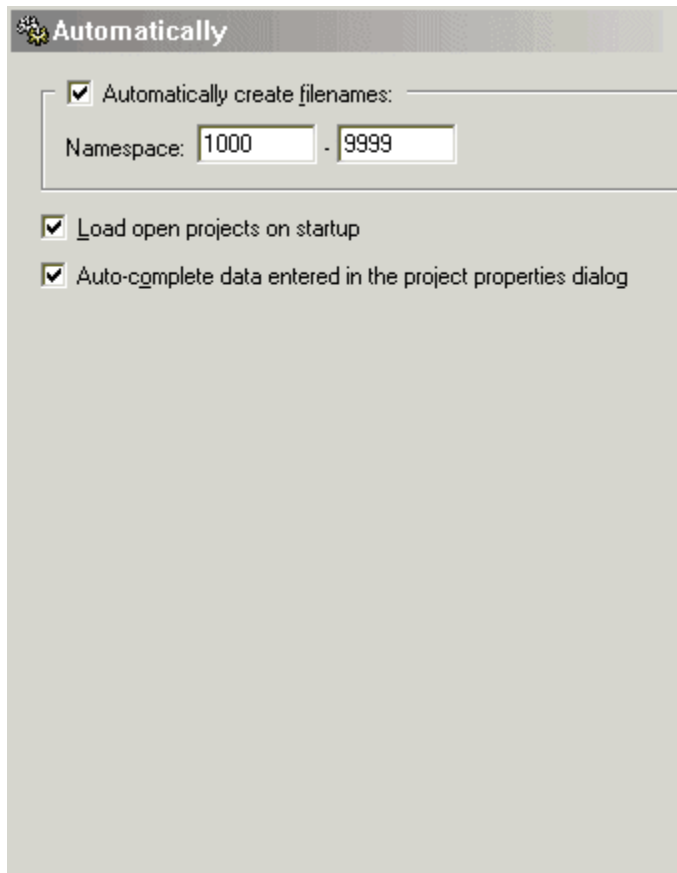 Automatically
Automatically create filenames:
Namespace: 1000 - 9999
Load open projects on startup
Auto-complete data entered in the project properties dialog